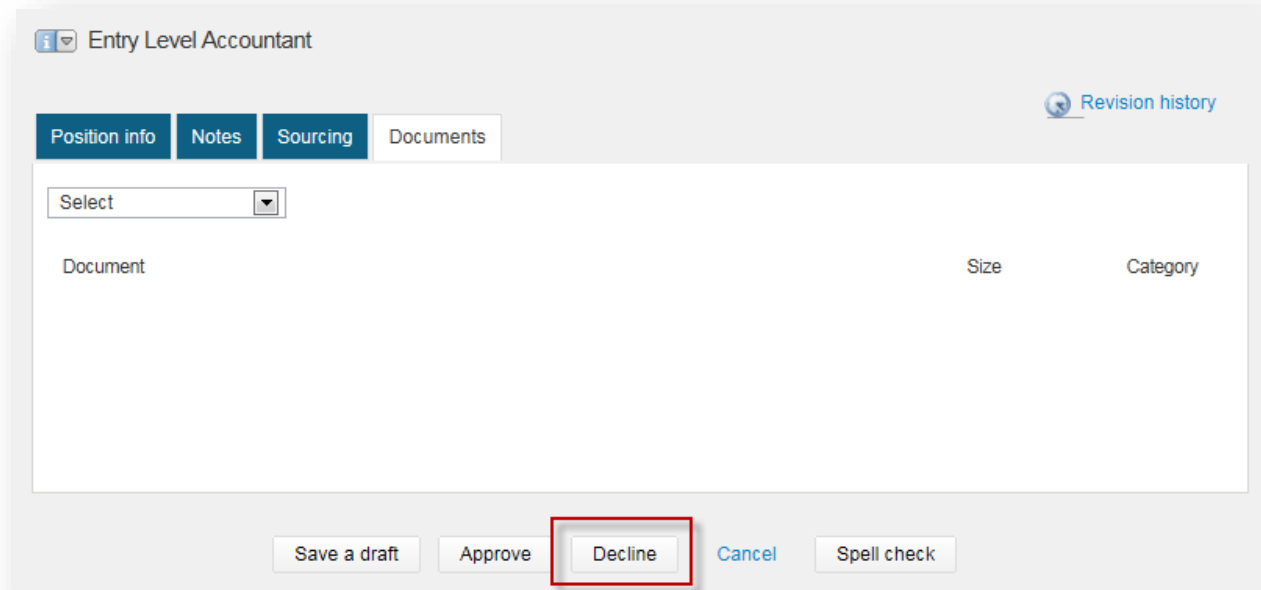 Entry Level Accountant
Revision history
Position info Notes Sourcing Documents
Select
Document Size Category
Save a draft Approve Decline Cancel Spell check